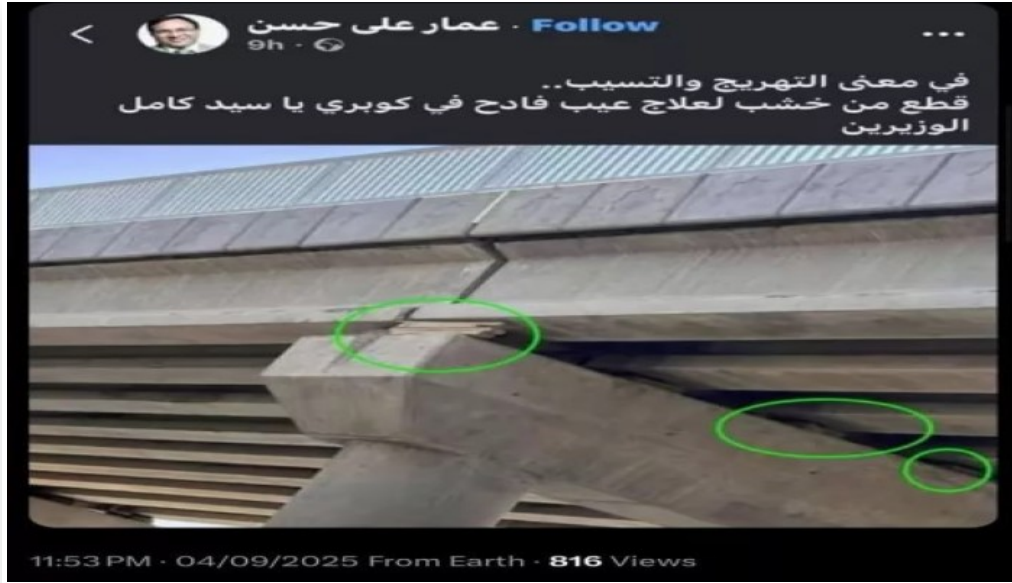 عمار على حسن · Follow
9h ·
في معنى التهريج والتسيب..
قطع من خشب لعلاج عيب فادح في كوبري يا سيد كامل
الوزيرين
11:53 PM · 04/09/2025 From Earth · 816 Views